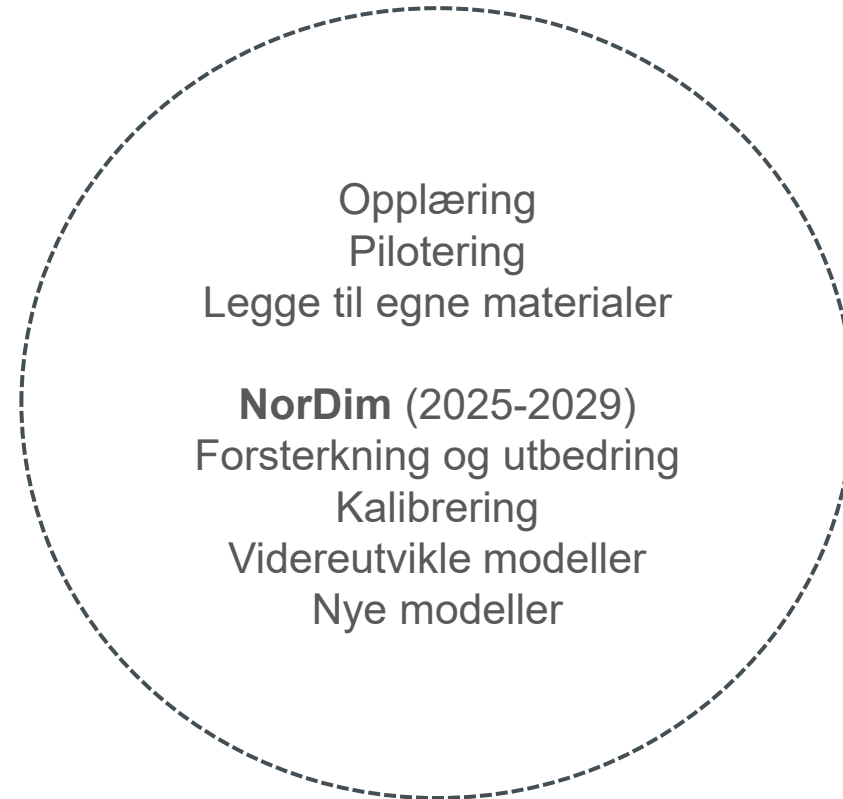 Opplæring
Pilotering
Legge til egne materialer
NorDim (2025-2029)
Forsterkning og utbedring
Kalibrering
Videreutvikle modeller
Nye modeller